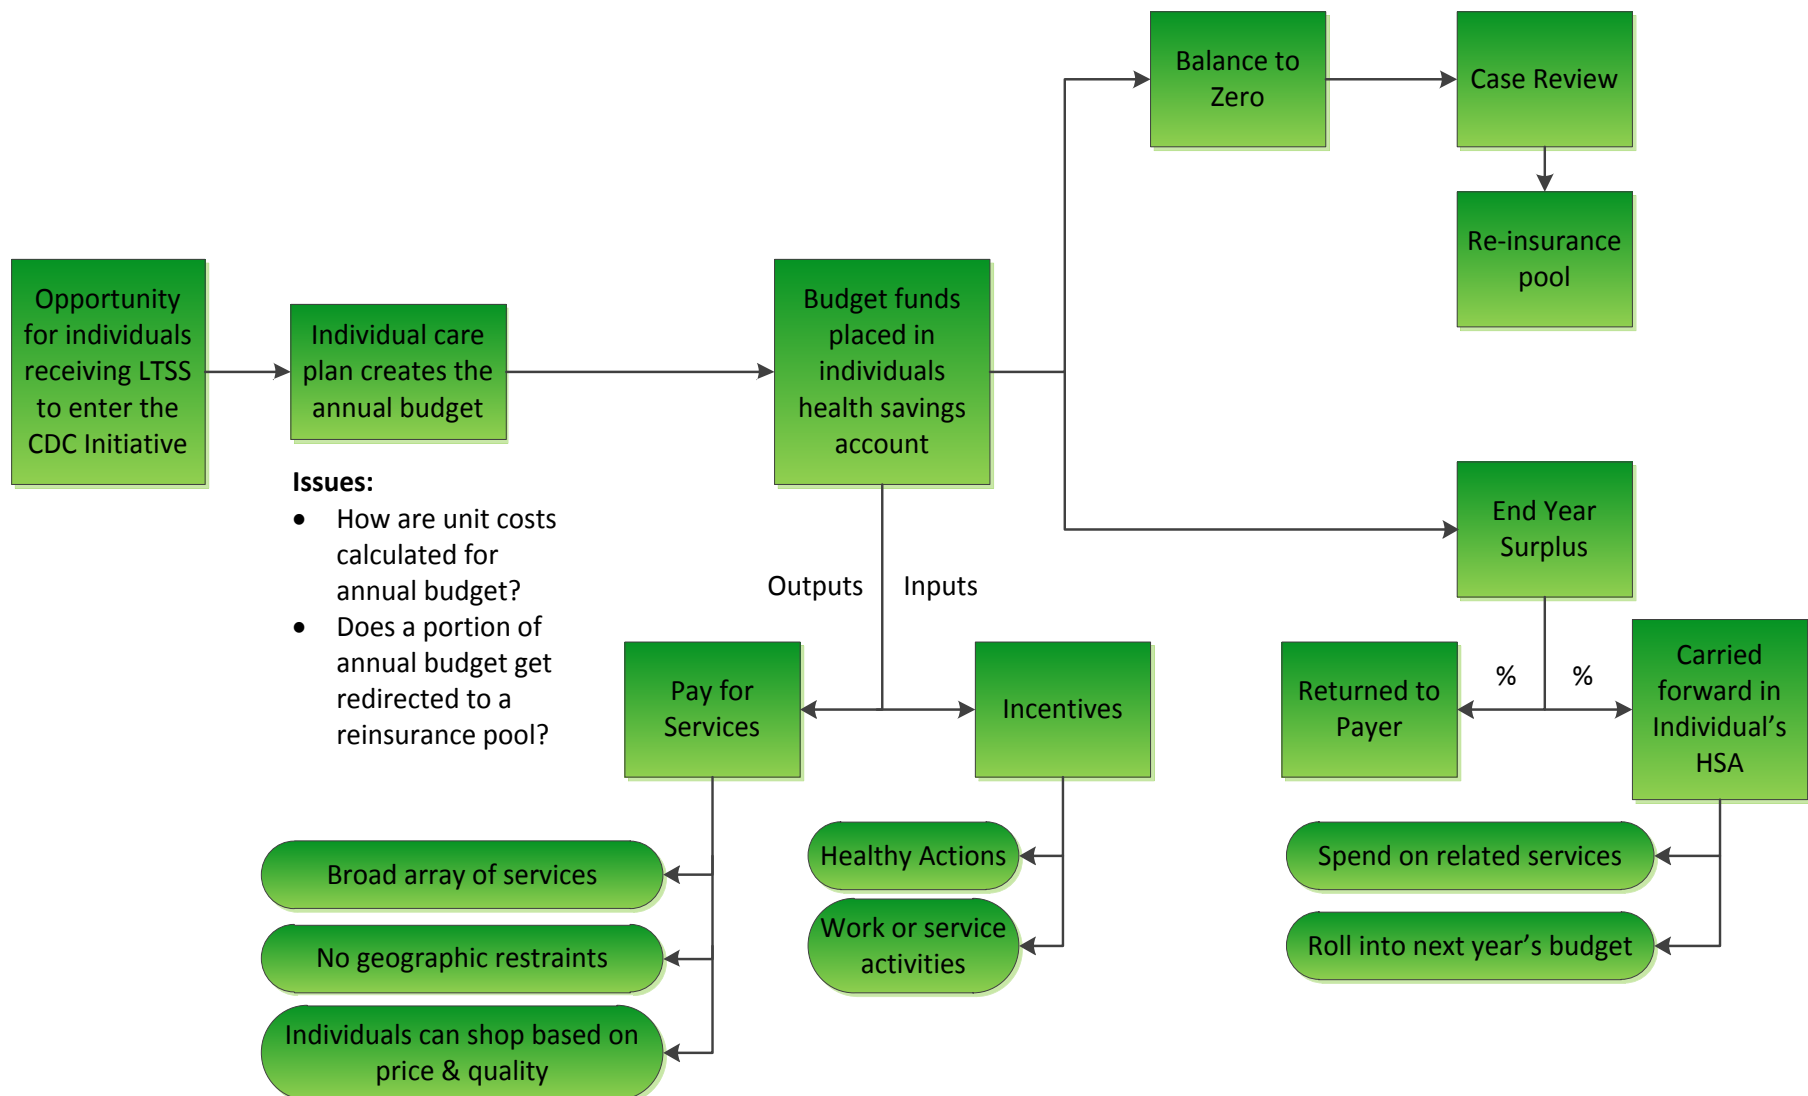 Balance to
Zero
Case Review
Re-insurance
pool
Opportunity
for individuals
receiving LTSS
to enter the
CDC Initiative
Individual care
plan creates the
annual budget
Budget funds
placed in
individuals
health savings
account
Issues:
• How are unit costs
calculated for
annual budget?
• Does a portion of
annual budget get
redirected to a
reinsurance pool?
Outputs
Inputs
End Year
Surplus
Pay for
Services
Incentives
Returned to
Payer
%
%
Carried
forward in
Individual’s
HSA
Broad array of services
No geographic restraints
Individuals can shop based on
price & quality
Healthy Actions
Work or service
activities
Spend on related services
Roll into next year’s budget